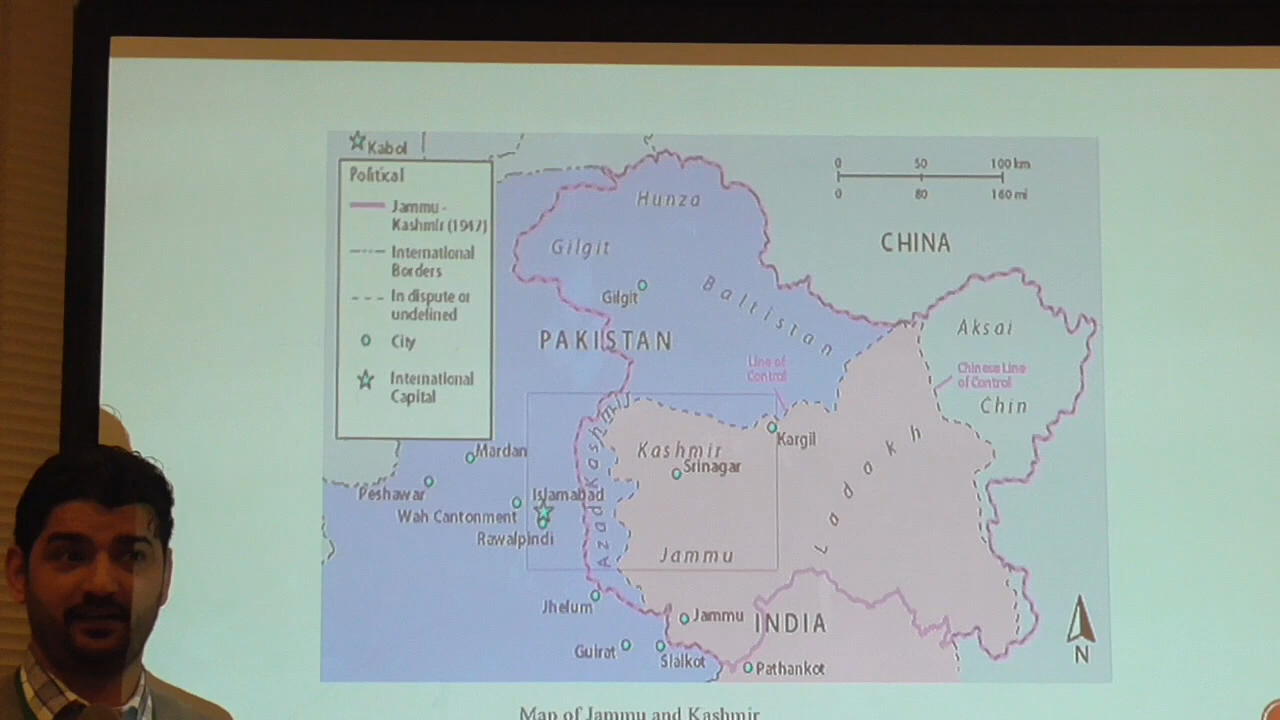 Kabol
Political
Jammu -
Kashmir (1947)
International
Borders
In dispute or
undefined
City
International
Capital
0 50 100 km
0 80 160 mi
Hunza
CHINA
Gilgit
Gilgit
Baltistan
PAKISTAN
Aksai
Chin
Line of
Control
Chinese Line
of Control
Azad Kashmir
Kashmir
Srinagar
Kargil
Ladakh
Mardan
Peshawar
Islamabad
Wah Cantonment
Rawalpindi
Jammu
Jhelum
Jammu
INDIA
Gujrat
Sialkot
Pathankot
N
Map of Jammu and Kashmir